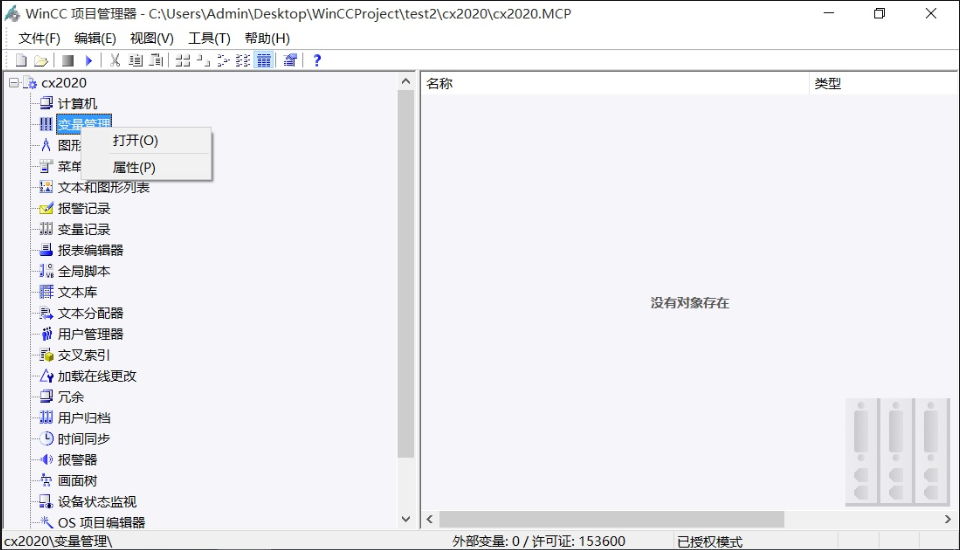 WinCC 项目管理器 - C:\Users\Admin\Desktop\WinCCProject\test2\cx2020\cx2020.MCP
文件(F) 编辑(E) 视图(V) 工具(T) 帮助(H)
cx2020
计算机
变量管理
打开(O)
图形
属性(P)
菜单
文本和图形列表
报警记录
变量记录
报表编辑器
全局脚本
文本库
文本分配器
用户管理器
交叉索引
加载在线更改
冗余
用户归档
时间同步
报警器
画面树
设备状态监视
OS 项目编辑器
名称 类型
没有对象存在
cx2020\变量管理\ 外部变量: 0 / 许可证: 153600 已授权模式